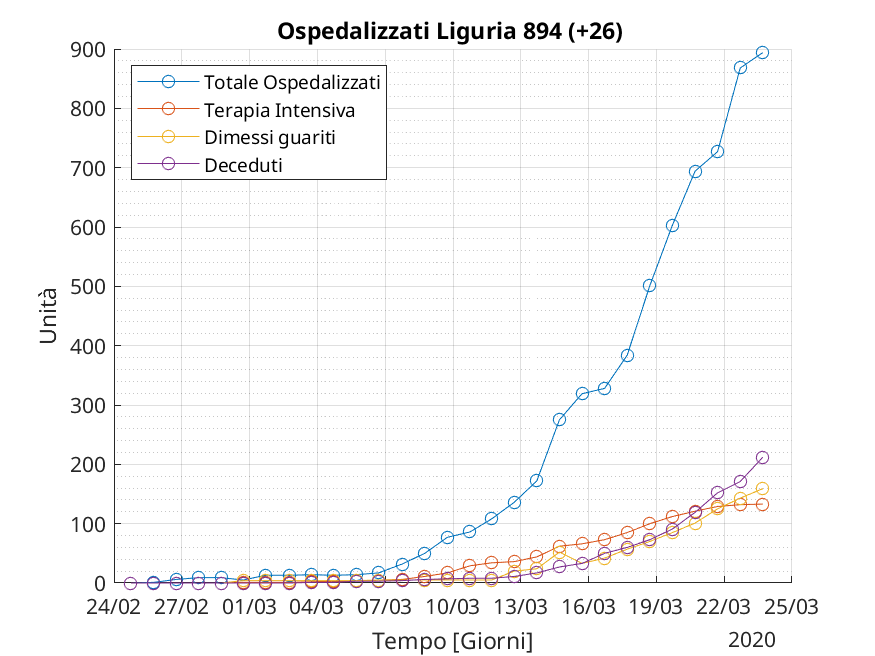 Ospedalizzati Liguria 894 (+26)
Totale Ospedalizzati
Terapia Intensiva
Dimessi guariti
Deceduti
Unità
900
800
700
600
500
400
300
200
100
0
24/02 27/02 01/03 04/03 07/03 10/03 13/03 16/03 19/03 22/03 25/03
Tempo [Giorni]
2020